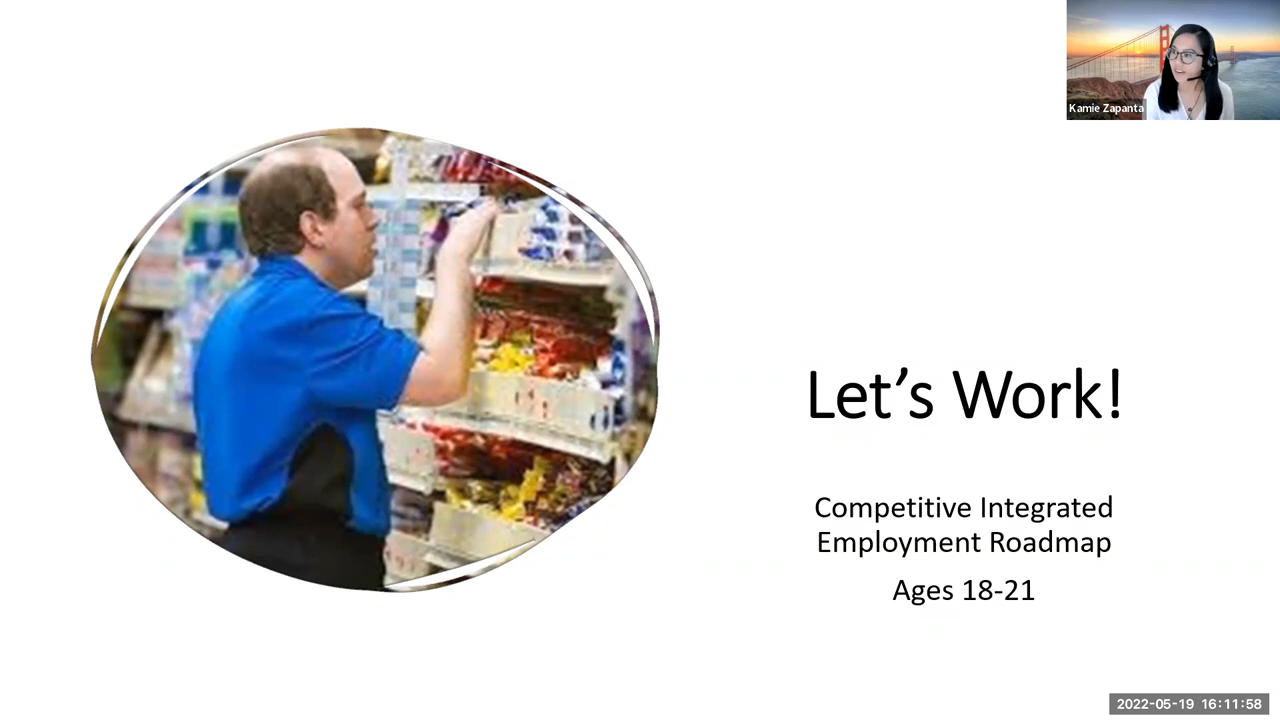 Kamie Zapanta
Let's Work!
Competitive Integrated
Employment Roadmap
Ages 18-21
2022-05-19 16:11:58